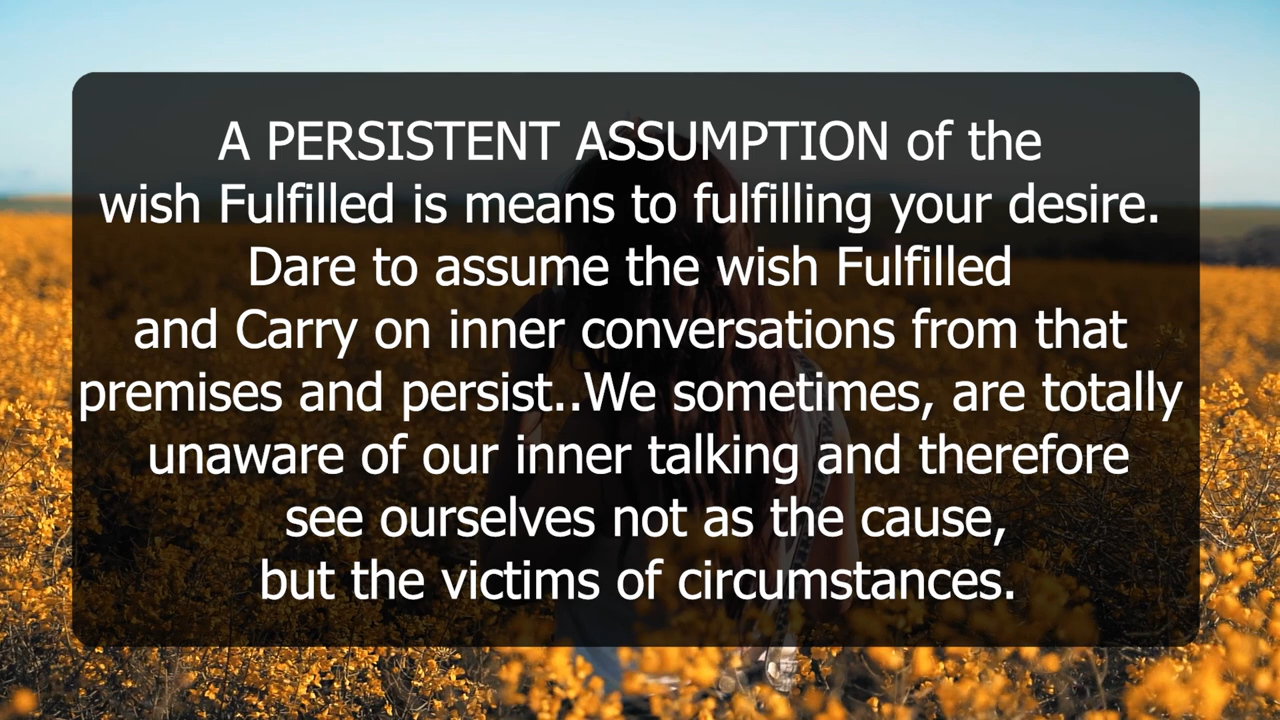 A PERSISTENT ASSUMPTION of the
wish Fulfilled is means to fulfilling your desire.
Dare to assume the wish Fulfilled
and Carry on inner conversations from that
premises and persist..We sometimes, are totally
unaware of our inner talking and therefore
see ourselves not as the cause,
but the victims of circumstances.